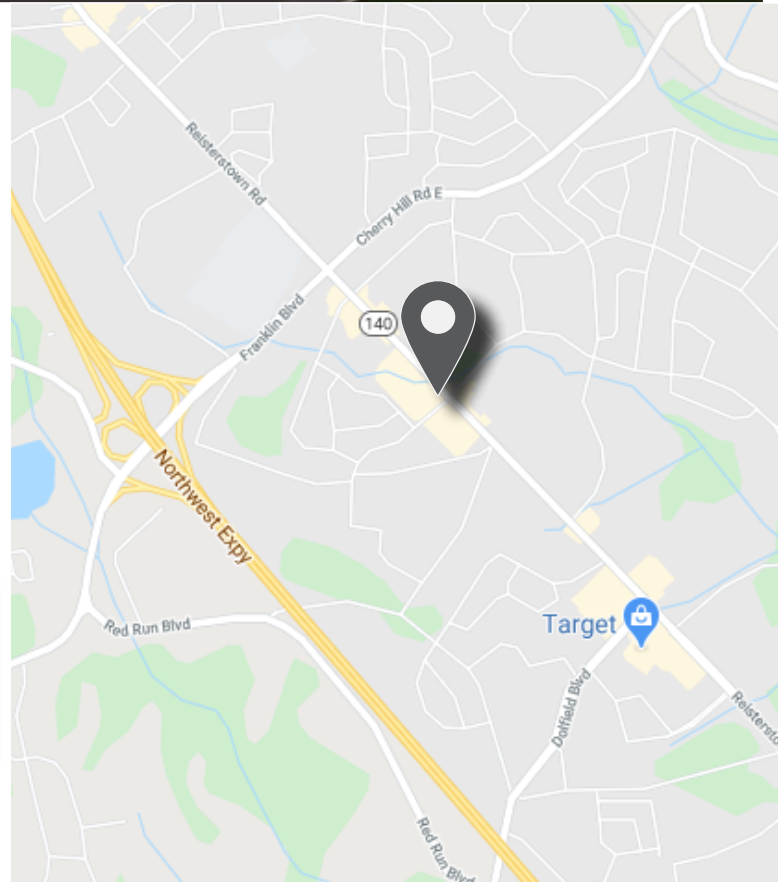 Reisterstown Rd
Cherry Hill Rd E
Franklin Blvd
140
Northwest Expy
Target
Red Run Blvd
Dolfield Blvd
Reistersto
Red Run Blvd